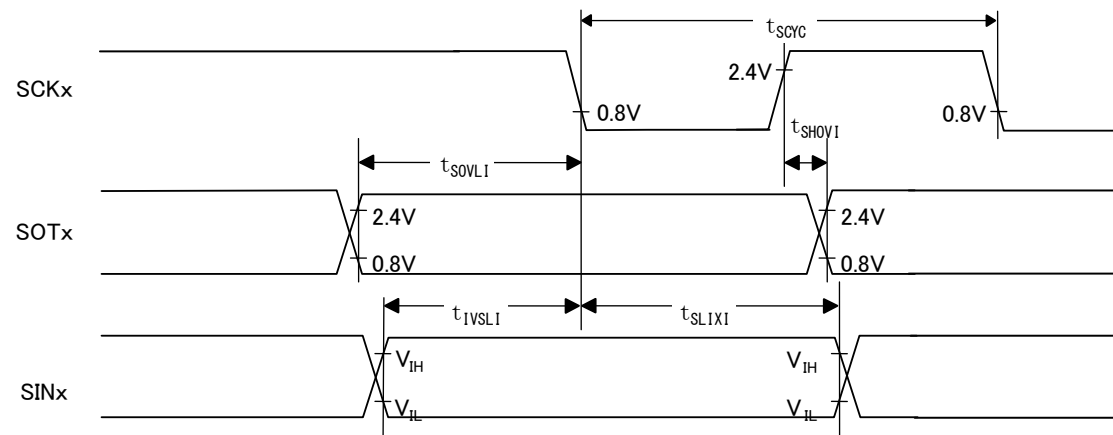 tSCYC
SCKx
2.4V
0.8V
0.8V
tSHOVI
tSOVLI
SOTx
2.4V
2.4V
0.8V
0.8V
tIVSLI
tSLIXI
SINx
VIH
VIH
VIL
VIL